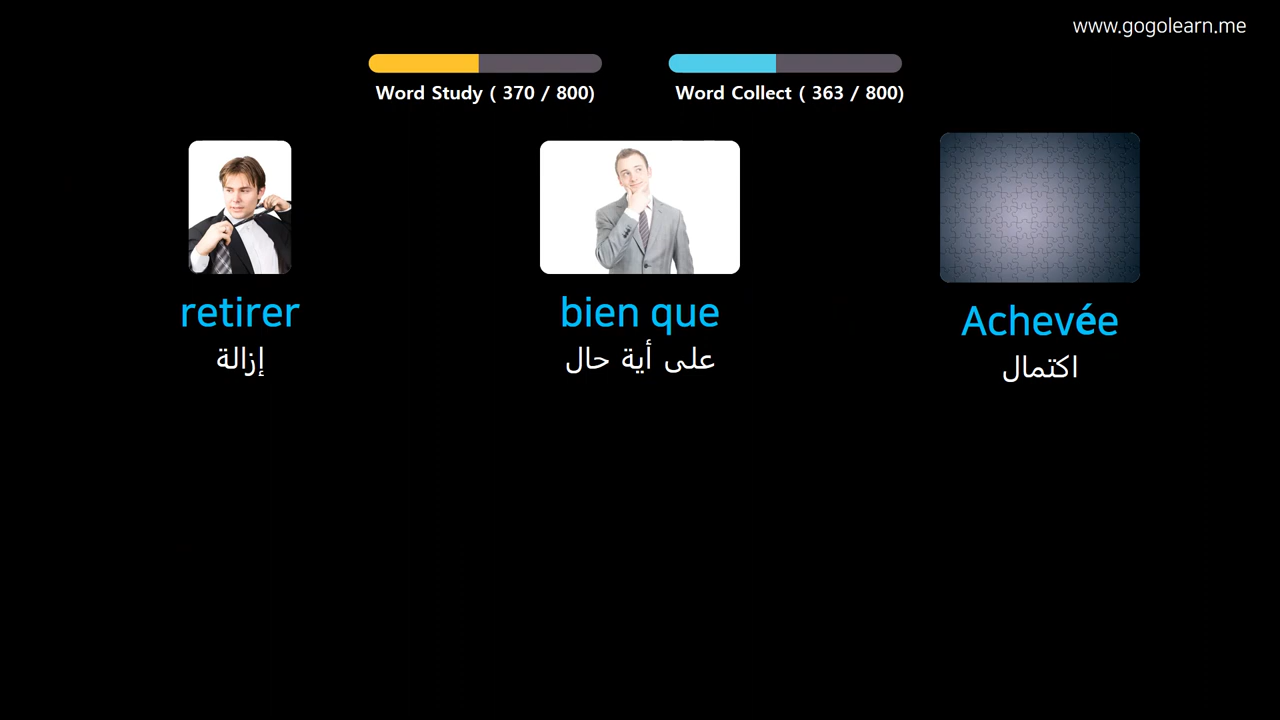 www.gogolearn.me
Word Study ( 370 / 800)
Word Collect ( 363 / 800)
retirer
إزالة
bien que
على أية حال
Achevée
اكتمال